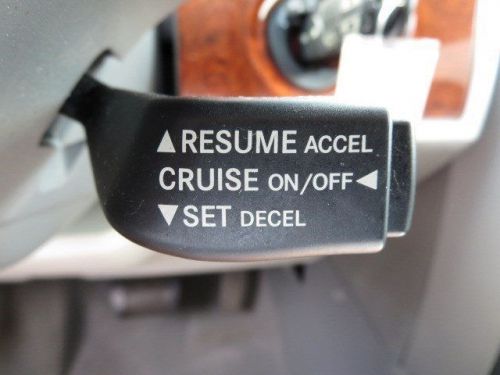 ▲RESUME ACCEL
CRUISE ON/OFF◄
▼SET DECEL